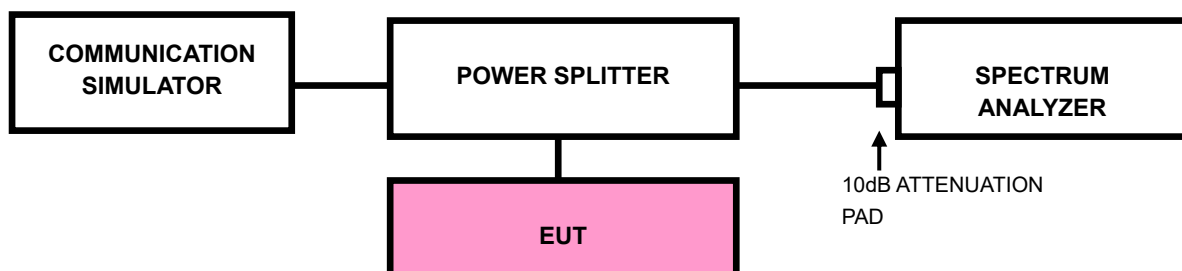 COMMUNICATION
SIMULATOR
POWER SPLITTER
SPECTRUM
ANALYZER
10dB ATTENUATION
PAD
EUT